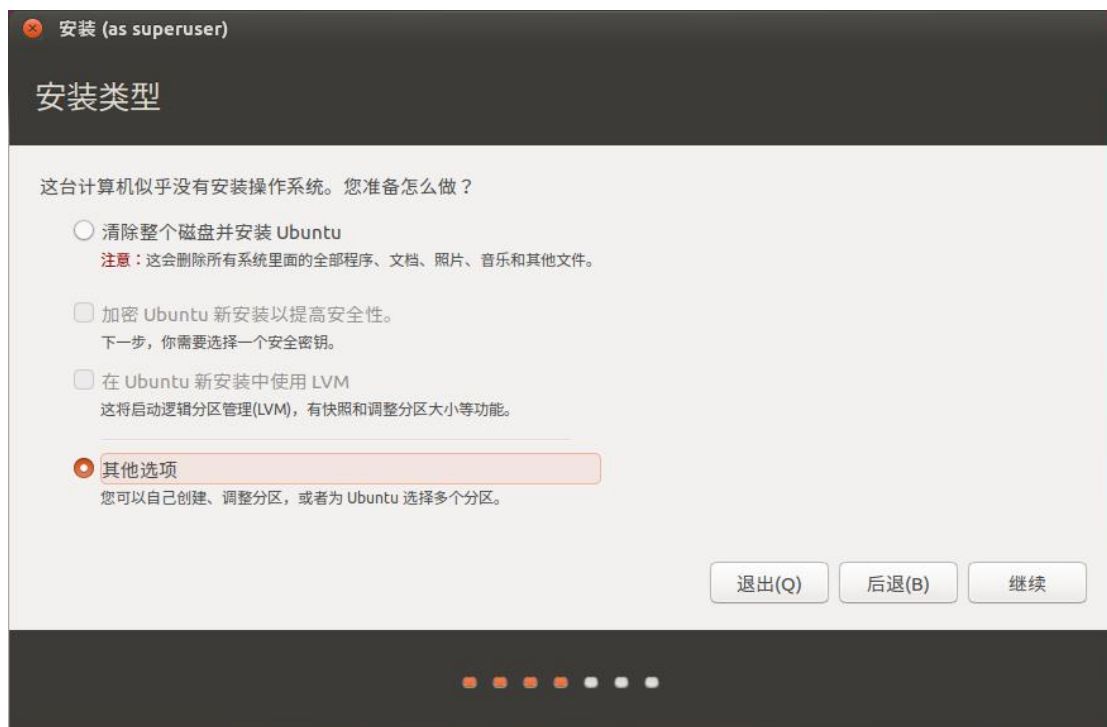 安装 (as superuser)
安装类型
这台计算机似乎没有安装操作系统。您准备怎么做？
清除整个磁盘并安装 Ubuntu
注意：这会删除所有系统里面的全部程序、文档、照片、音乐和其他文件。
加密 Ubuntu 新安装以提高安全性。
下一步，你需要选择一个安全密钥。
在 Ubuntu 新安装中使用 LVM
这将启动逻辑分区管理(LVM)，有快照和调整分区大小等功能。
其他选项
您可以自己创建、调整分区，或者为 Ubuntu 选择多个分区。
退出(Q) 后退(B) 继续